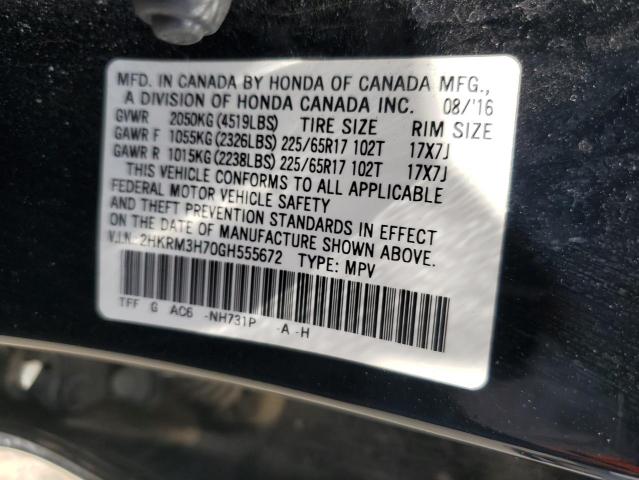 MFD. IN CANADA BY HONDA OF CANADA MFG.,
A DIVISION OF HONDA CANADA INC. 08/'16
GVWR 2050KG(4519LBS) TIRE SIZE RIM SIZE
GAWR F 1055KG(2326LBS) 225/65R17 102T 17X7J
GAWR R 1015KG(2238LBS) 225/65R17 102T 17X7J
THIS VEHICLE CONFORMS TO ALL APPLICABLE
FEDERAL MOTOR VEHICLE SAFETY
AND THEFT PREVENTION STANDARDS IN EFFECT
ON THE DATE OF MANUFACTURE SHOWN ABOVE.
V.I.N. 2HKRM3H70GH555672 TYPE: MPV
TFF G AC6 -NH731P -A -H